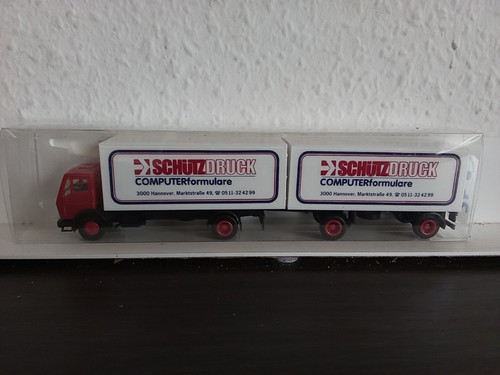 SCHÜTZDRUCK
COMPUTERformulare
3000 Hannover, Marktstraße 49, ☎ 0511-32 42 99
SCHÜTZDRUCK
COMPUTERformulare
3000 Hannover, Marktstraße 49, ☎ 0511-32 42 99